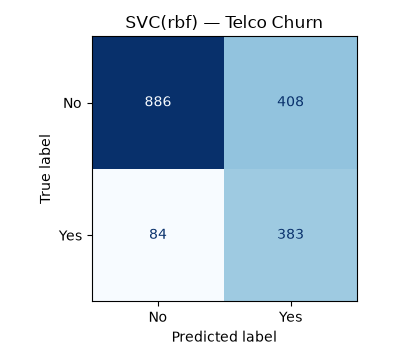 SVC(rbf) — Telco Churn
True label
No
886 408
Yes
84 383
No Yes
Predicted label